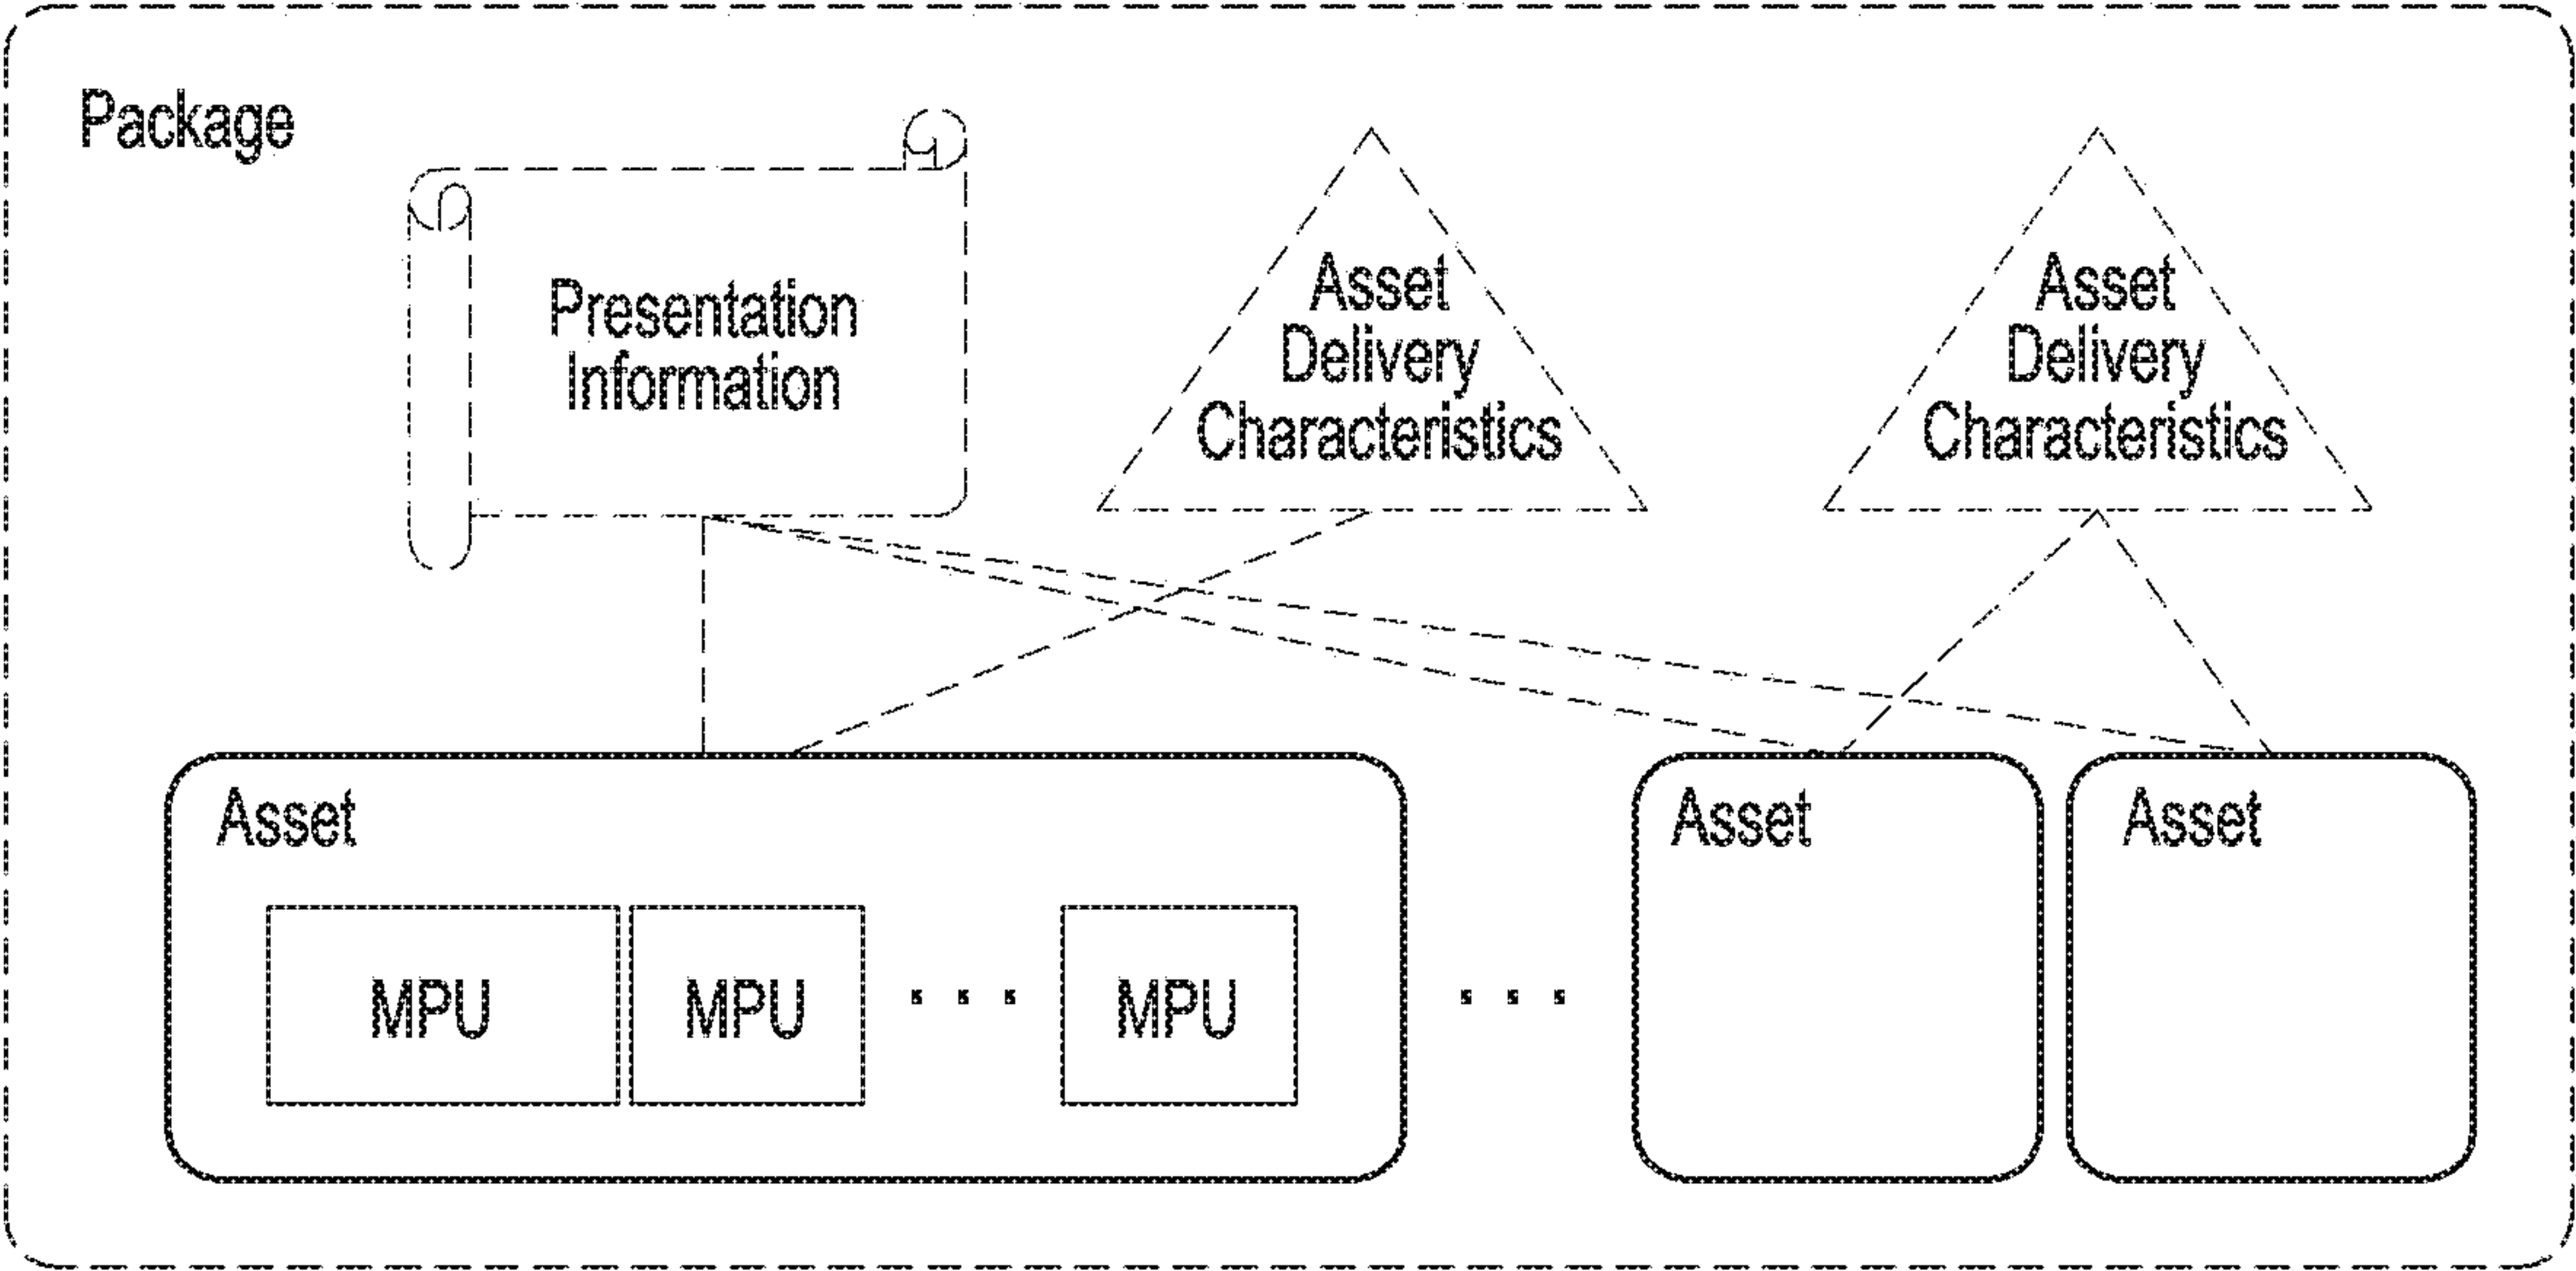 Package
Presentation
Information
Asset
Delivery
Characteristics
Asset
Delivery
Characteristics
Asset
MPU
MPU
. . .
MPU
. . .
Asset
Asset